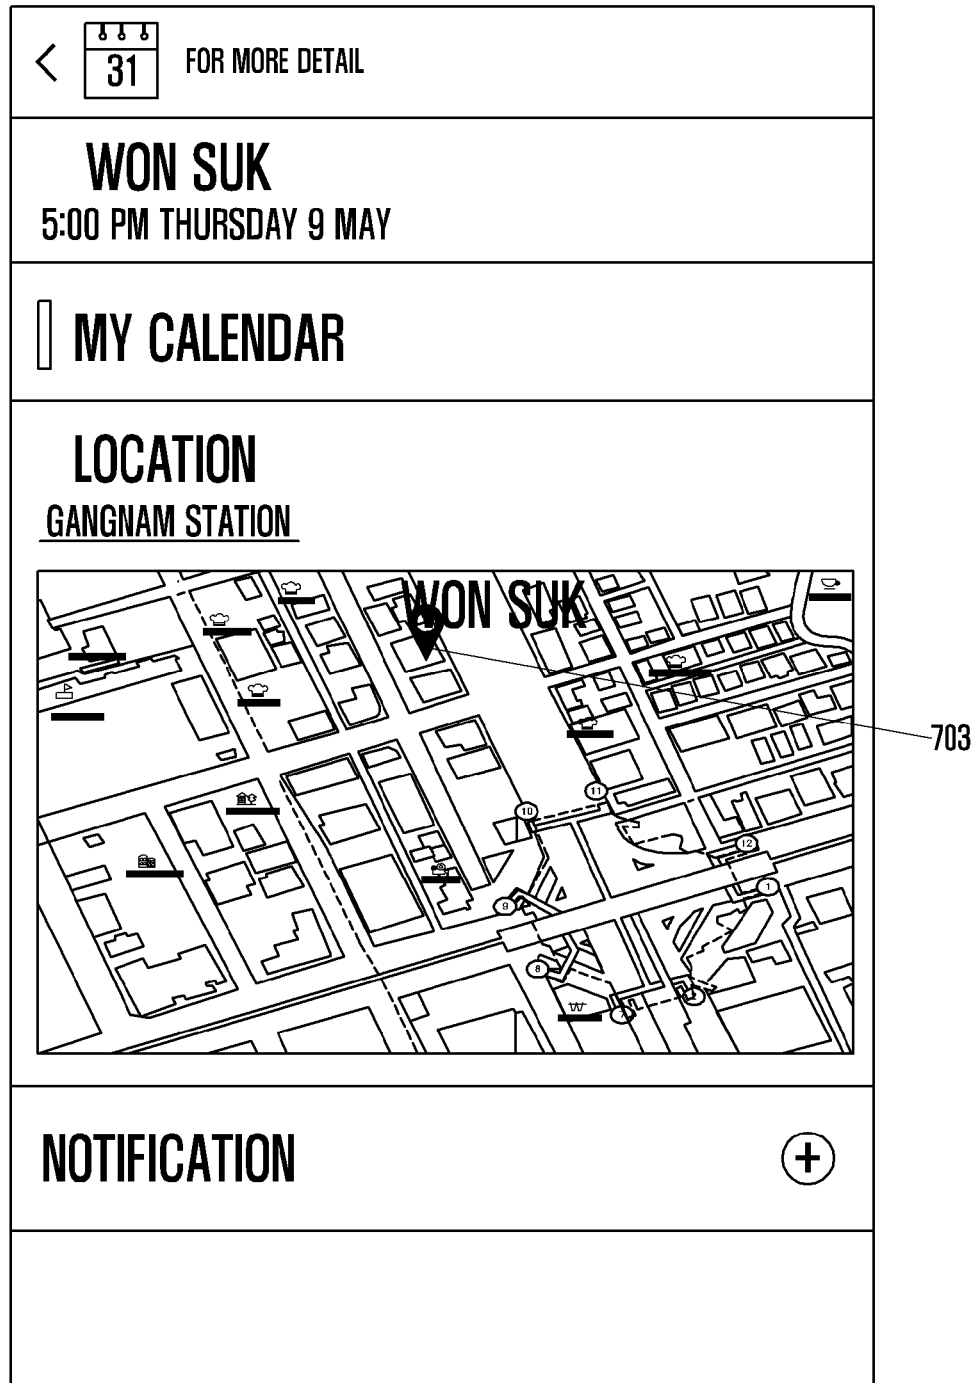 31
FOR MORE DETAIL
WON SUK
5:00 PM THURSDAY 9 MAY
MY CALENDAR
LOCATION
GANGNAM STATION
WON SUK
703
11
10
12
1
9
8
7
NOTIFICATION